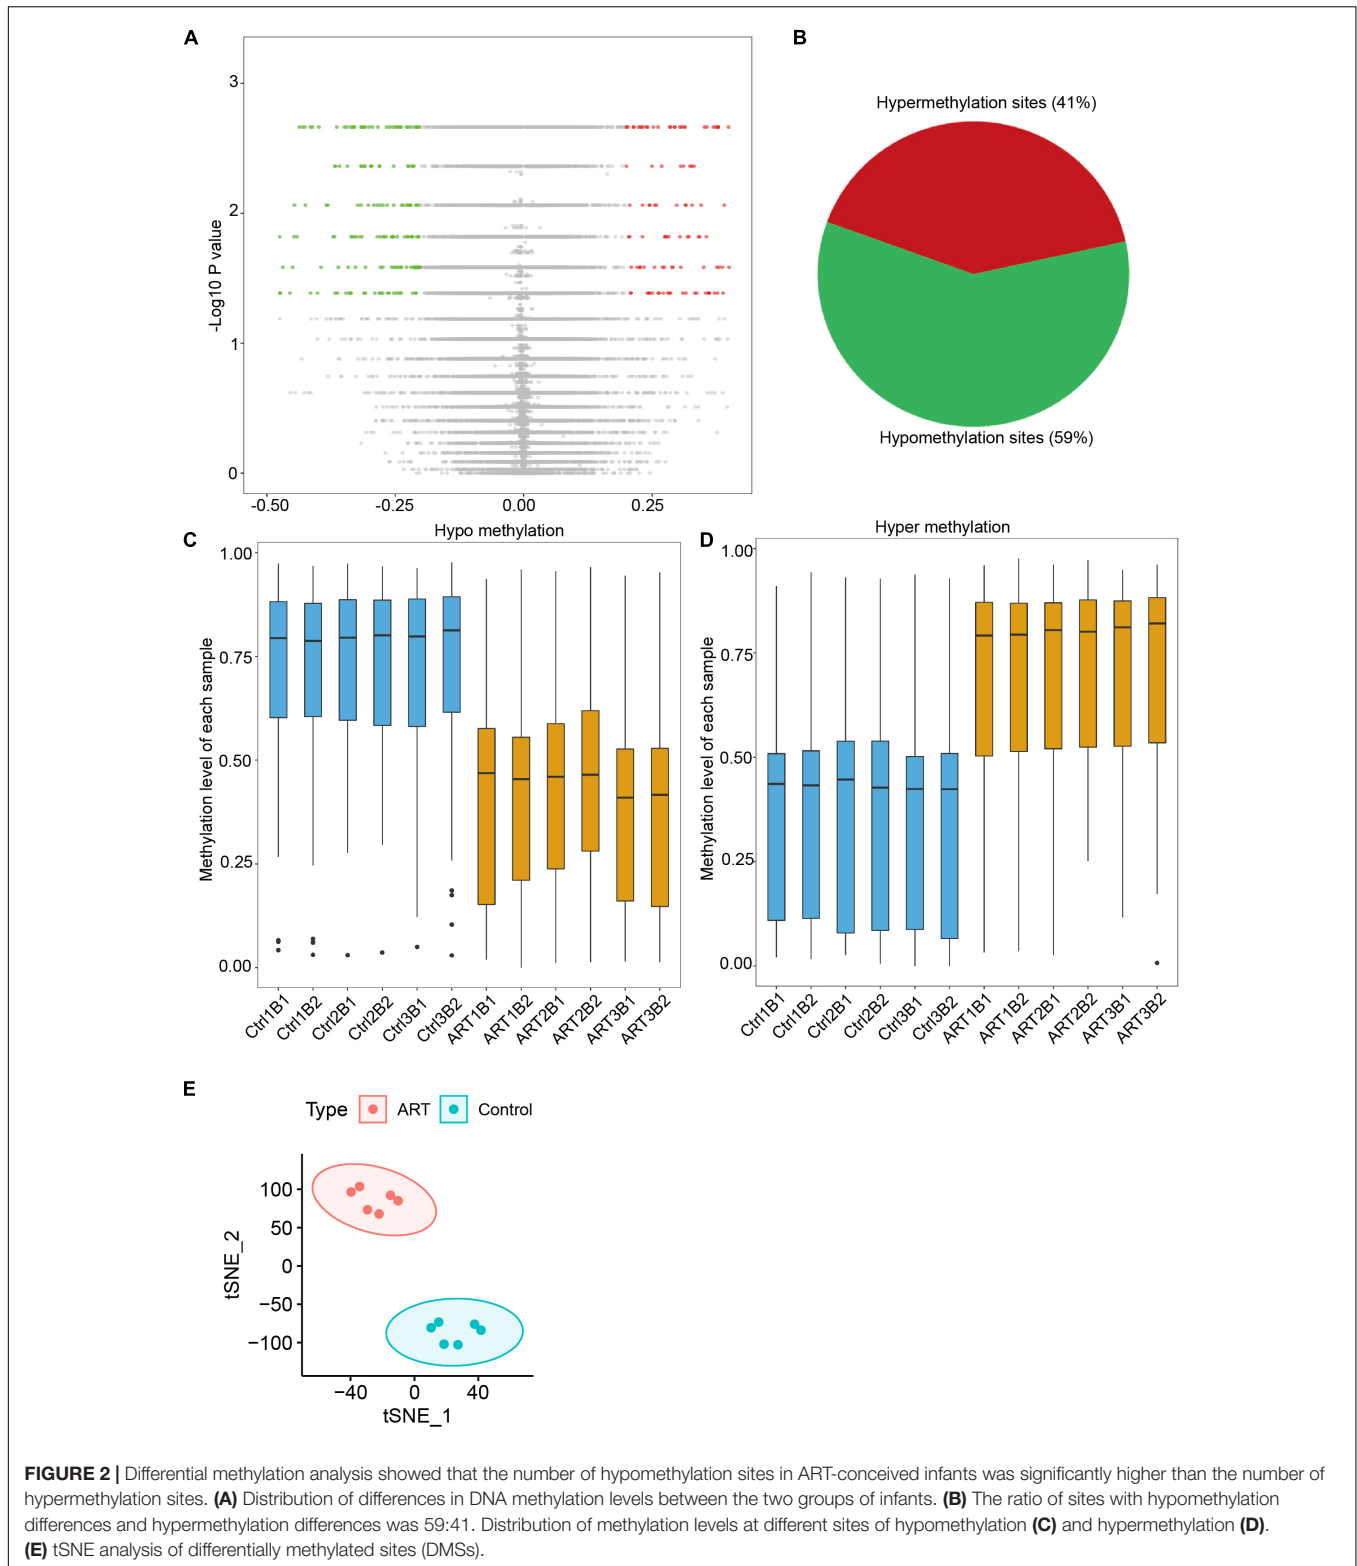 A
B
3
2
1
0
-Log10 P value
-0.50
-0.25
0.00
0.25
Hypermethylation sites (41%)
Hypomethylation sites (59%)
C
Hypo methylation
1.00
0.75
0.50
0.25
0.00
Methylation level of each sample
Ctrl1B1
Ctrl1B2
Ctrl2B1
Ctrl2B2
Ctrl3B1
Ctrl3B2
ART1B1
ART1B2
ART2B1
ART2B2
ART3B1
ART3B2
D
Hyper methylation
1.00
0.75
0.50
0.25
0.00
Methylation level of each sample
Ctrl1B1
Ctrl1B2
Ctrl2B1
Ctrl2B2
Ctrl3B1
Ctrl3B2
ART1B1
ART1B2
ART2B1
ART2B2
ART3B1
ART3B2
E
Type ART Control
100
50
0
−50
−100
tSNE_2
−40
0
40
tSNE_1
FIGURE 2 | Differential methylation analysis showed that the number of hypomethylation sites in ART-conceived infants was significantly higher than the number of
hypermethylation sites. (A) Distribution of differences in DNA methylation levels between the two groups of infants. (B) The ratio of sites with hypomethylation
differences and hypermethylation differences was 59:41. Distribution of methylation levels at different sites of hypomethylation (C) and hypermethylation (D).
(E) tSNE analysis of differentially methylated sites (DMSs).